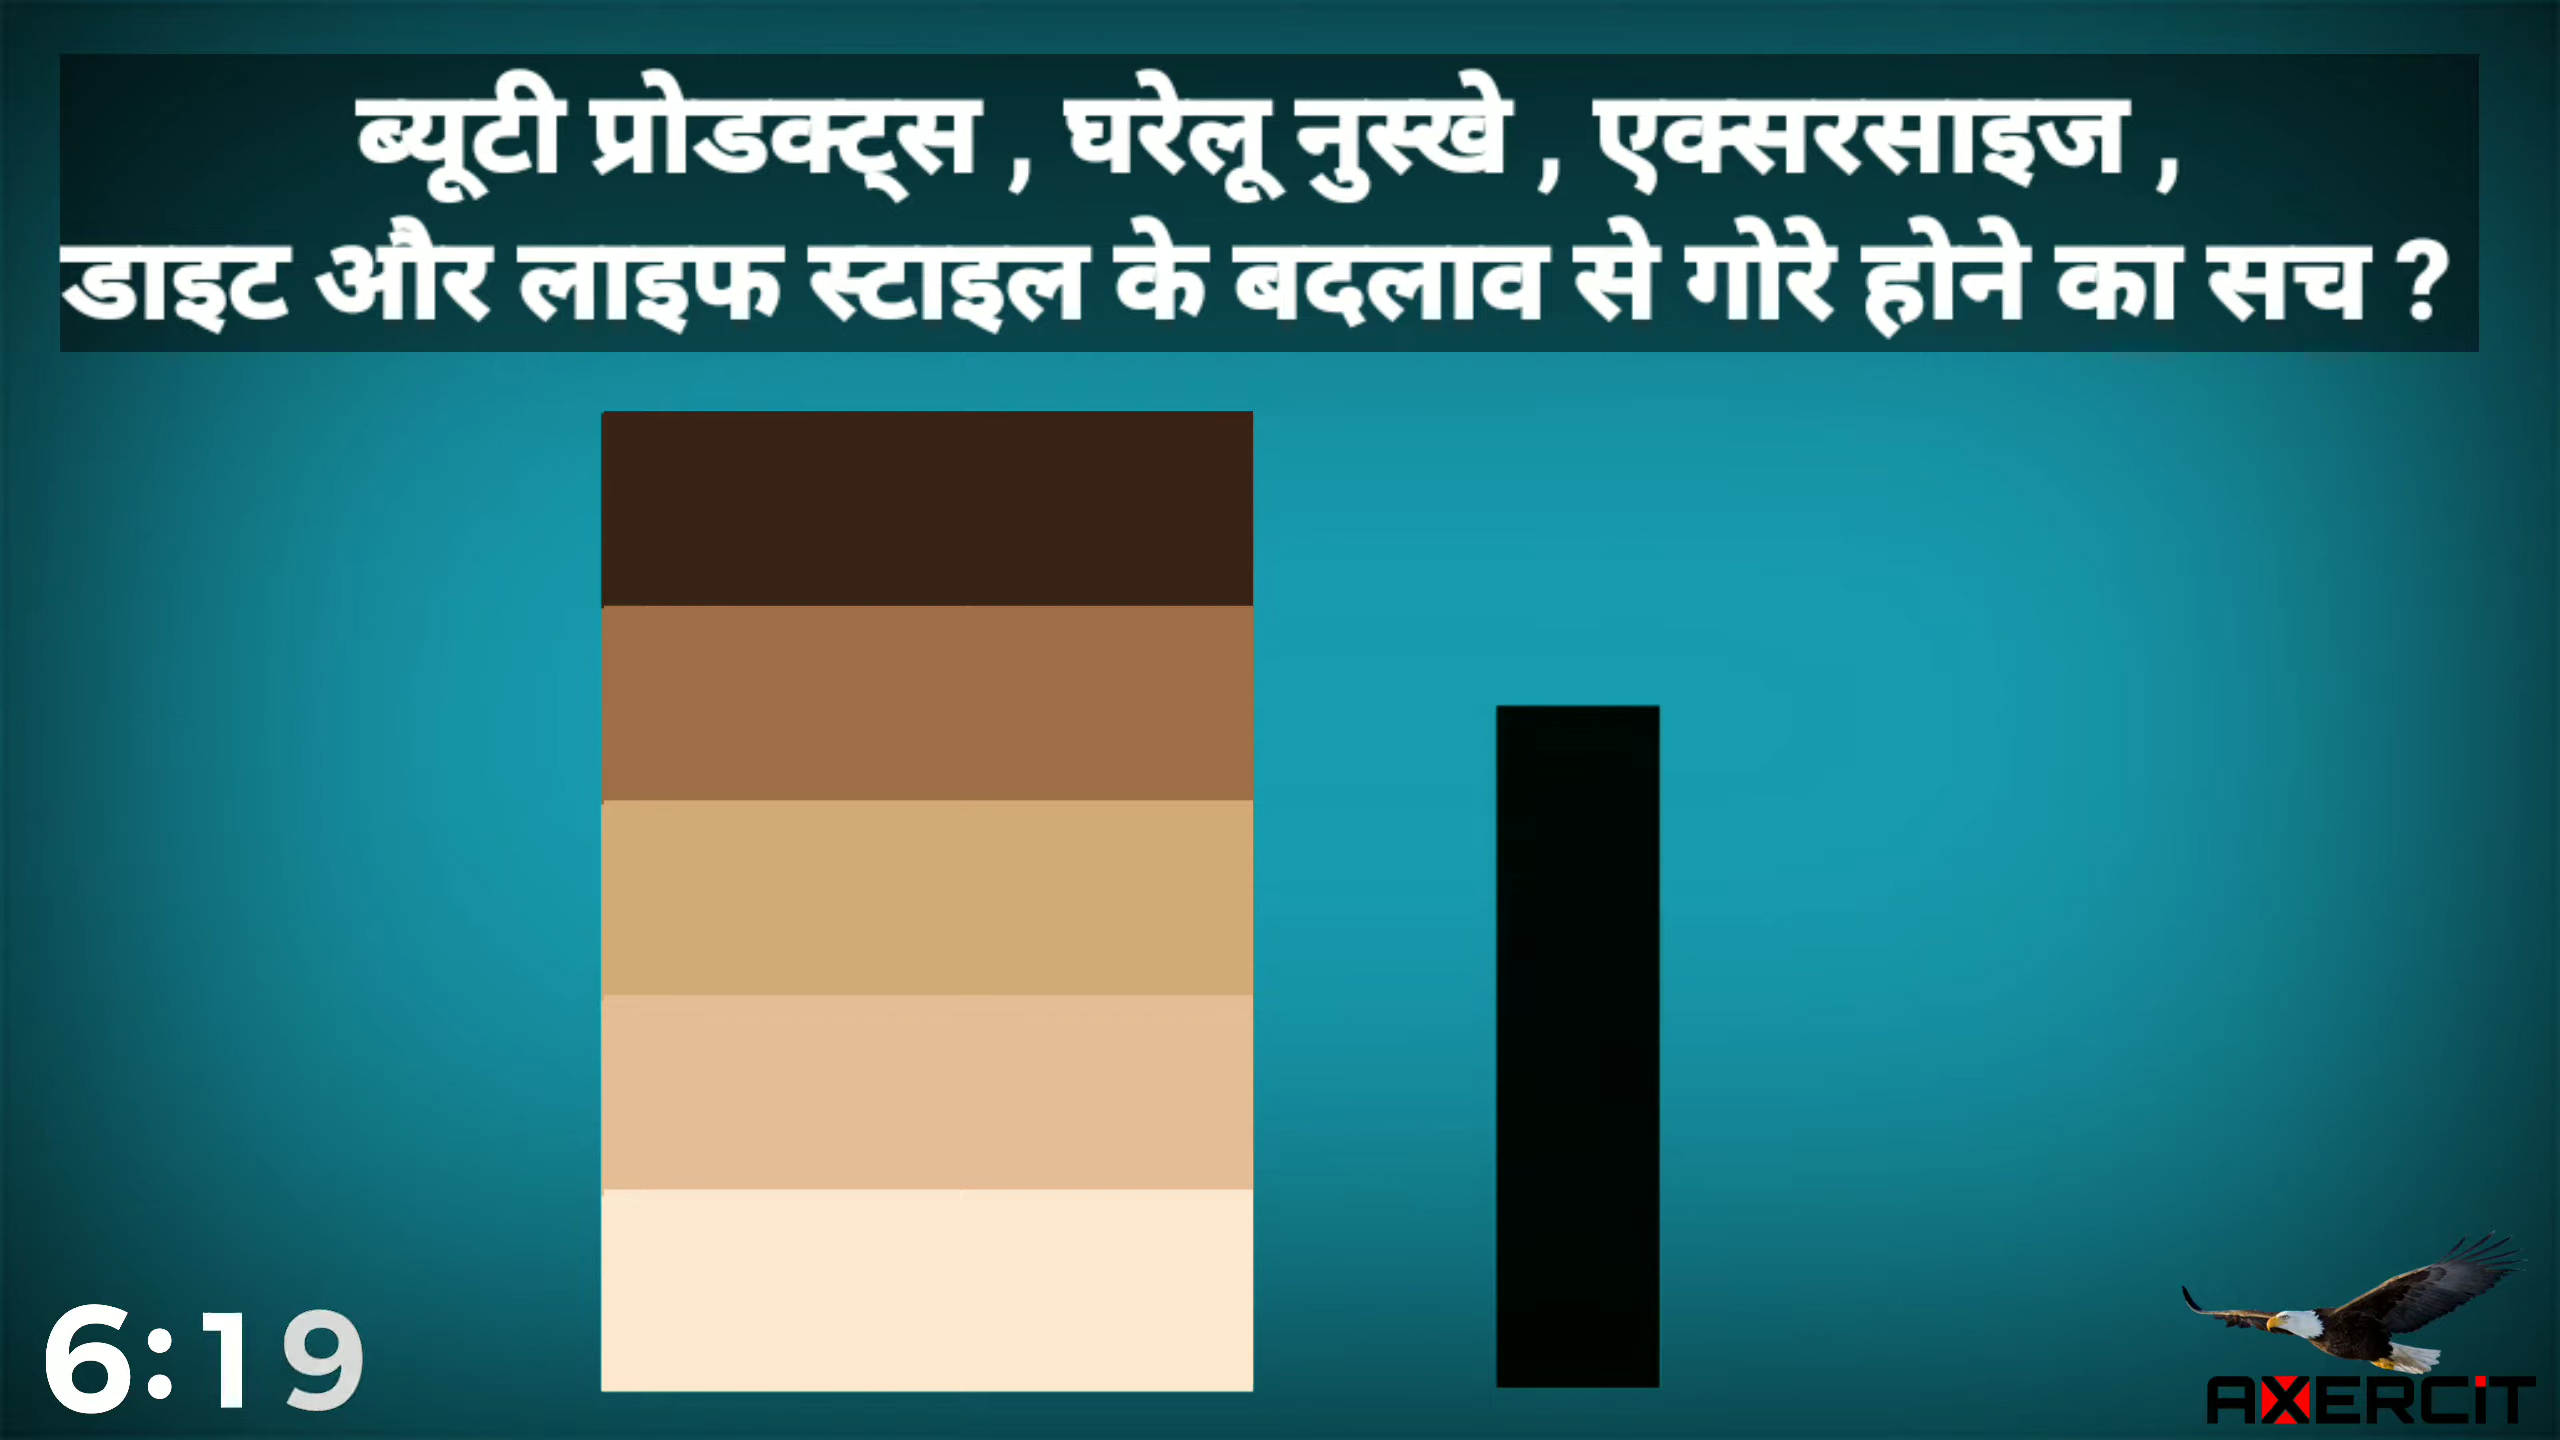 ब्यूटी प्रोडक्ट्स , घरेलू नुस्खे , एक्सरसाइज ,
डाइट और लाइफ स्टाइल के बदलाव से गोरे होने का सच ?
6:19
AXERCiT